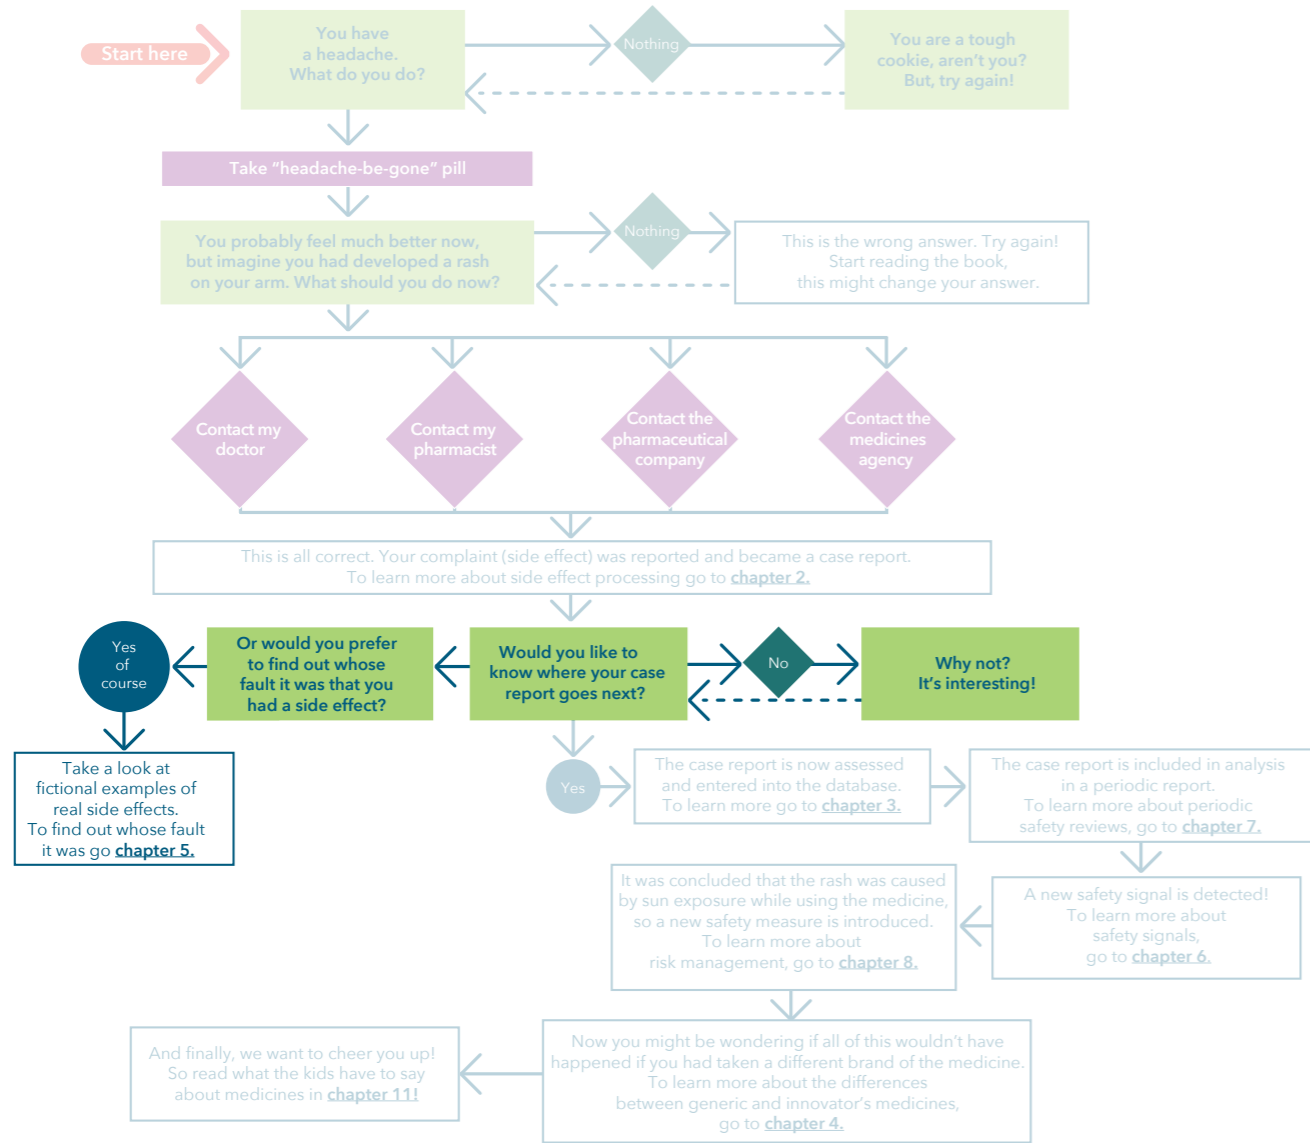 Start here
You have
a headache.
What do you do?
Nothing
You are a tough
cookie, aren't you?
But, try again!
Take “headache-be-gone” pill
You probably feel much better now,
but imagine you had developed a rash
on your arm. What should you do now?
Nothing
This is the wrong answer. Try again!
Start reading the book,
this might change your answer.
Contact my
doctor
Contact my
pharmacist
Contact the
pharmaceutical
company
Contact the
medicines
agency
This is all correct. Your complaint (side effect) was reported and became a case report.
To learn more about side effect processing go to chapter 2.
Yes
of
course
Or would you prefer
to find out whose
fault it was that you
had a side effect?
Would you like to
know where your case
report goes next?
No
Why not?
It's interesting!
Take a look at
fictional examples of
real side effects.
To find out whose fault
it was go chapter 5.
Yes
The case report is now assessed
and entered into the database.
To learn more go to chapter 3.
The case report is included in analysis
in a periodic report.
To learn more about periodic
safety reviews, go to chapter 7.
A new safety signal is detected!
To learn more about
safety signals,
go to chapter 6.
It was concluded that the rash was caused
by sun exposure while using the medicine,
so a new safety measure is introduced.
To learn more about
risk management, go to chapter 8.
Now you might be wondering if all of this wouldn't have
happened if you had taken a different brand of the medicine.
To learn more about the differences
between generic and innovator's medicines,
go to chapter 4.
And finally, we want to cheer you up!
So read what the kids have to say
about medicines in chapter 11!